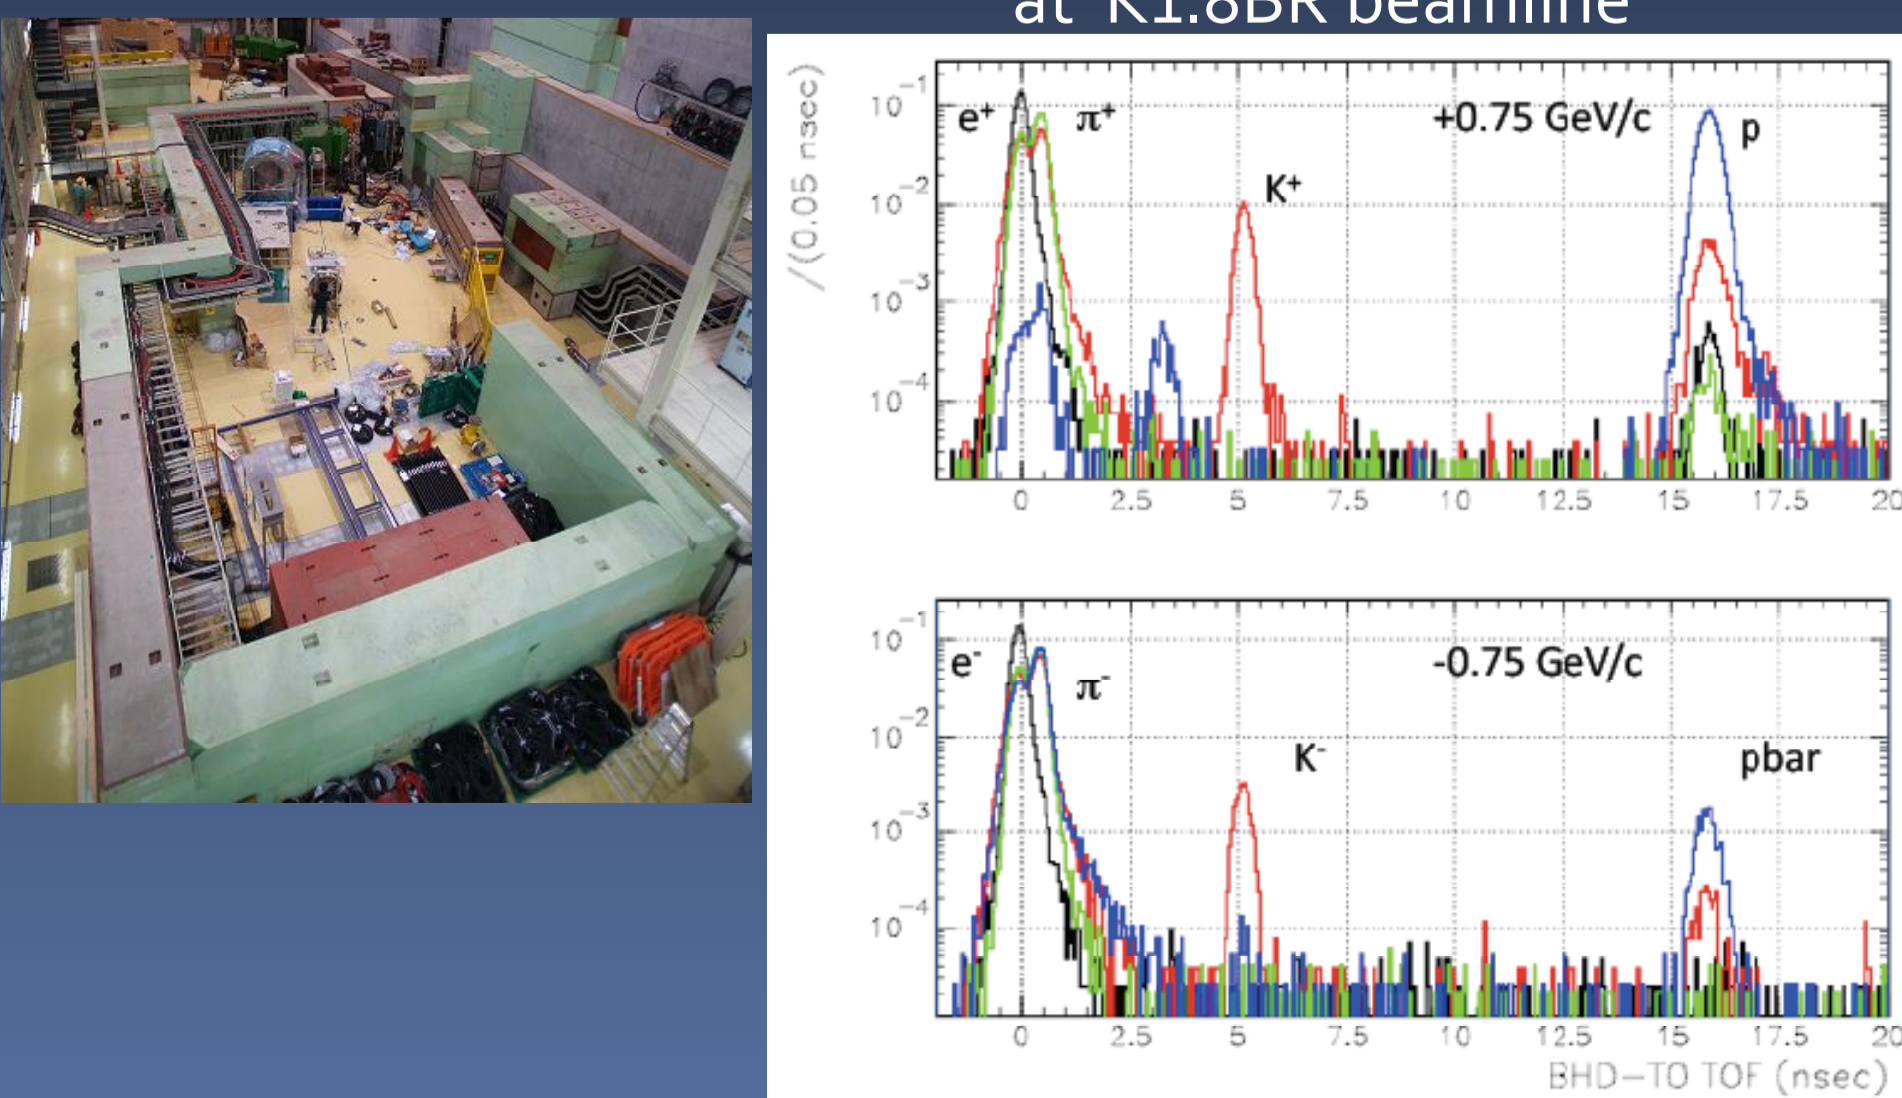 at K1.8BR beamline
/(0.05 nsec)
10⁻¹
10⁻²
10⁻³
10⁻⁴
e⁺
π⁺
K⁺
+0.75 GeV/c
p
0 2.5 5 7.5 10 12.5 15 17.5 20
10⁻¹
10⁻²
10⁻³
10⁻⁴
e⁻
π⁻
K⁻
-0.75 GeV/c
pbar
0 2.5 5 7.5 10 12.5 15 17.5 20
BHD-T0 TOF (nsec)